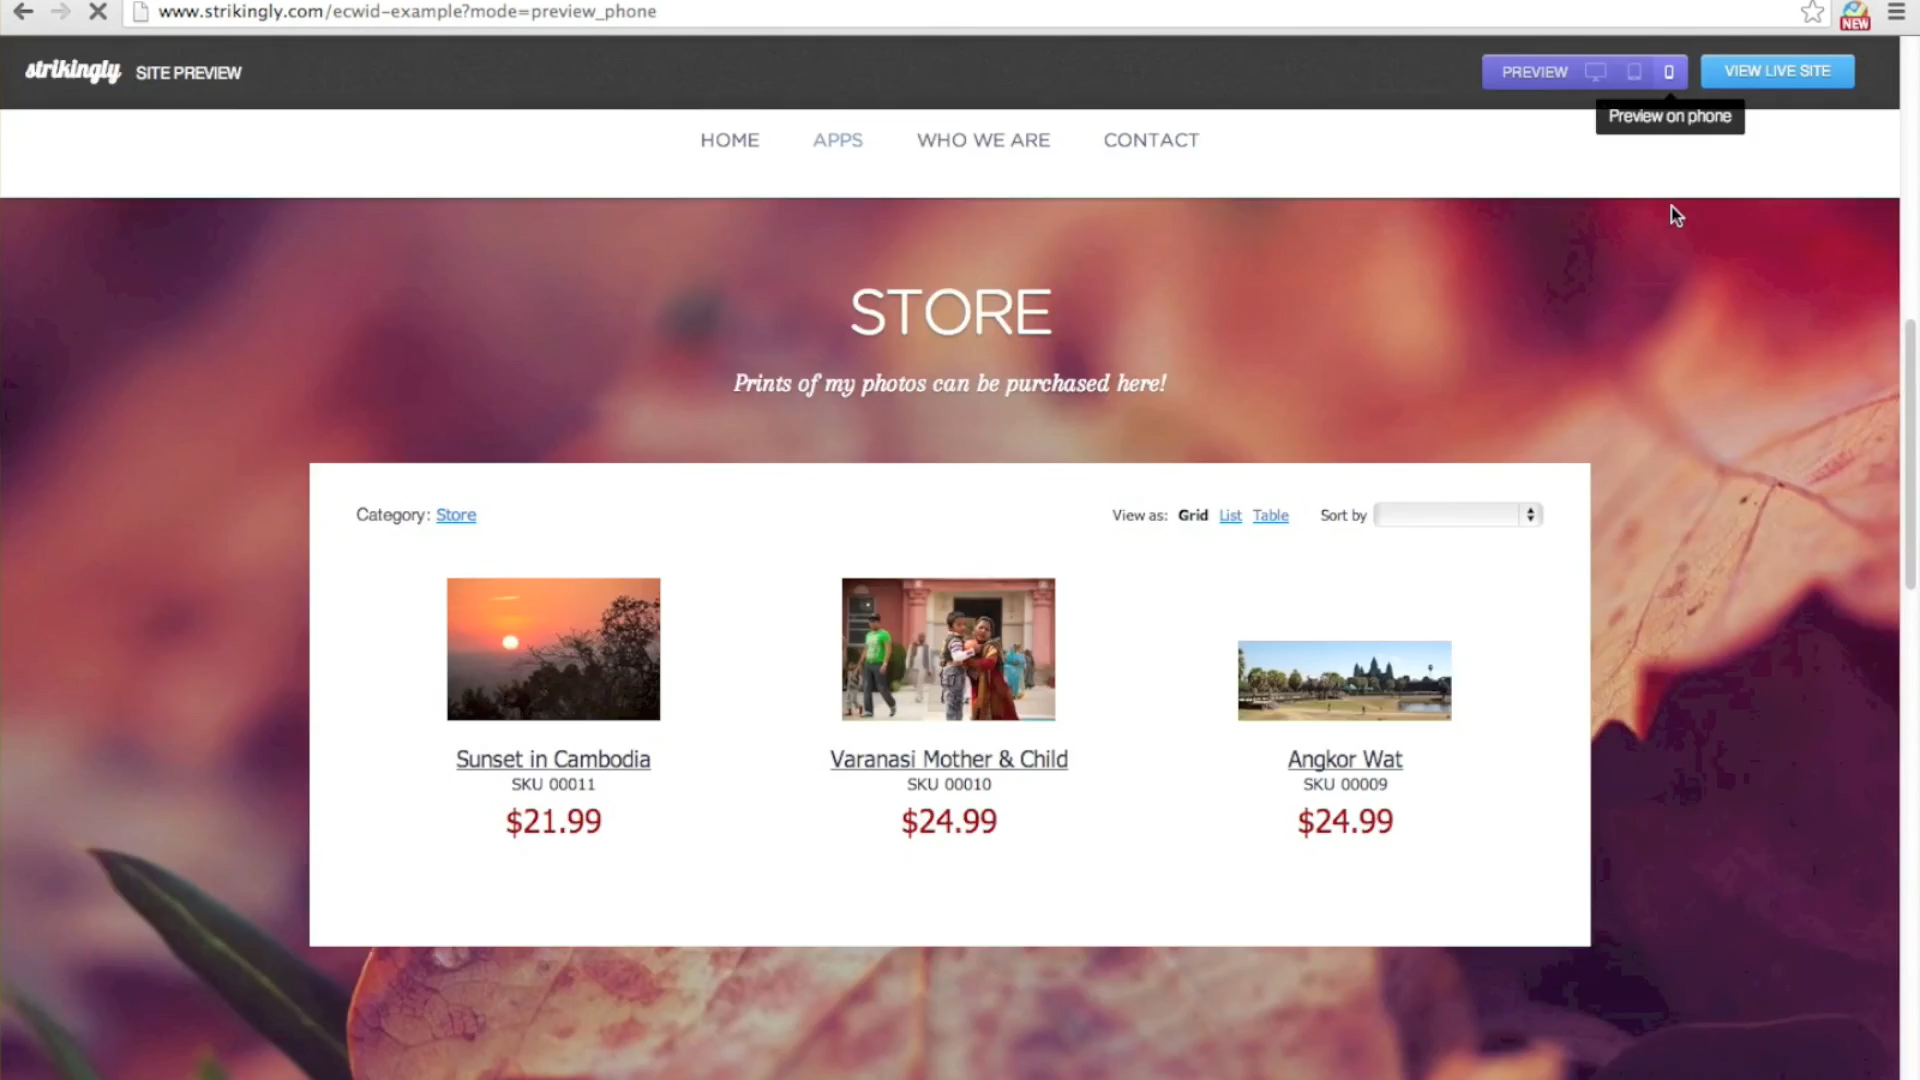 www.strikingly.com/ecwid-example?mode=preview_phone
NEW
strikingly SITE PREVIEW
PREVIEW
VIEW LIVE SITE
Preview on phone
HOME APPS WHO WE ARE CONTACT
STORE
Prints of my photos can be purchased here!
Category: Store
View as: Grid List Table Sort by
Sunset in Cambodia
SKU 00011
$21.99
Varanasi Mother & Child
SKU 00010
$24.99
Angkor Wat
SKU 00009
$24.99